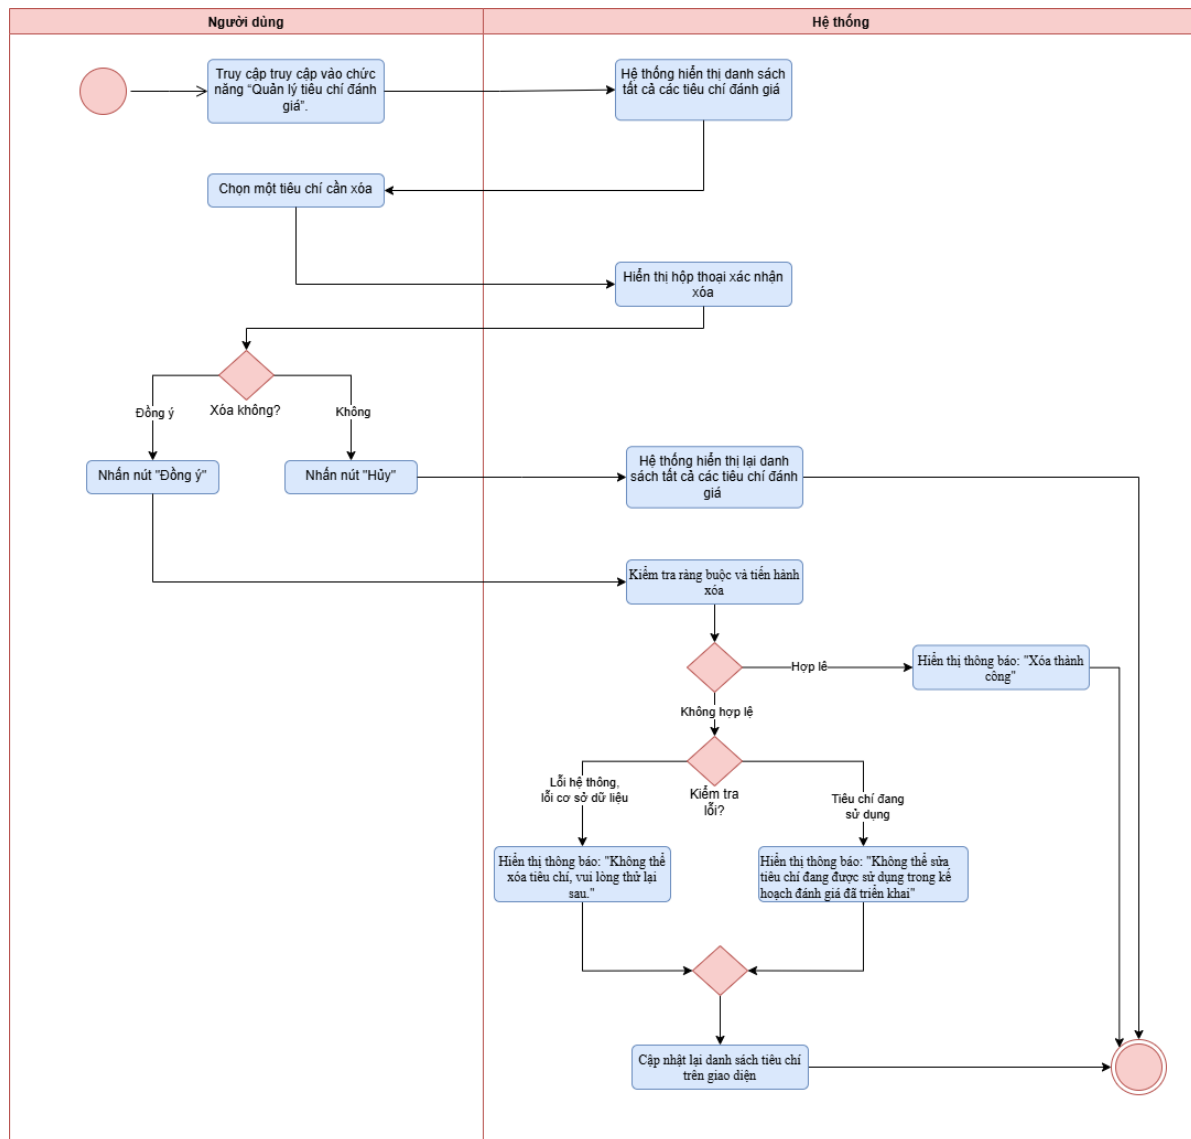 Người dùng
Hệ thống
Truy cập truy cập vào chức
năng “Quản lý tiêu chí đánh
giá”.
Hệ thống hiển thị danh sách
tất cả các tiêu chí đánh giá
Chọn một tiêu chí cần xóa
Hiển thị hộp thoại xác nhận
xóa
Đồng ý
Xóa không?
Không
Nhấn nút "Đồng ý"
Nhấn nút "Hủy"
Hệ thống hiển thị lại danh
sách tất cả các tiêu chí đánh
giá
Kiểm tra ràng buộc và tiến hành
xóa
Hợp lê
Hiển thị thông báo: "Xóa thành
công"
Không hợp lệ
Lỗi hệ thông,
lỗi cơ sở dữ liệu
Kiểm tra
lỗi?
Tiêu chí đang
sử dụng
Hiển thị thông báo: "Không thể
xóa tiêu chí, vui lòng thử lại
sau."
Hiển thị thông báo: "Không thể sửa
tiêu chí đang được sử dụng trong kế
hoạch đánh giá đã triển khai"
Cập nhật lại danh sách tiêu chí
trên giao diện